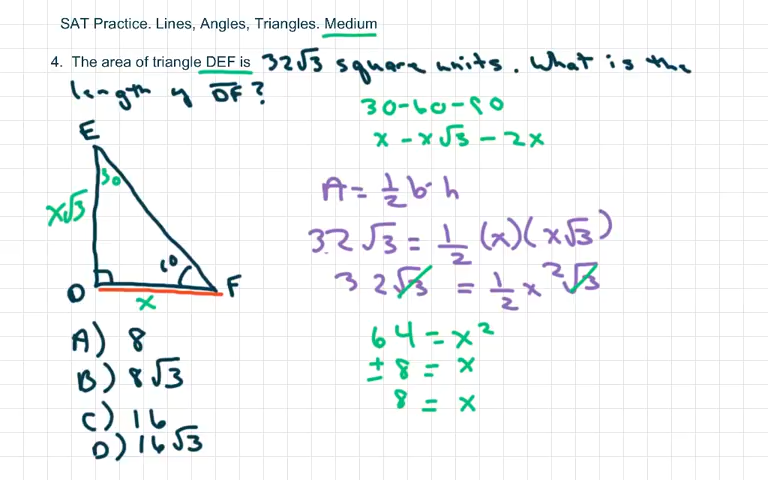 SAT Practice. Lines, Angles, Triangles. Medium
4. The area of triangle DEF is 32√3 square units. What is the
length of DF?
30-60-90
x - x√3 - 2x
E
30
x√3
60
D
F
x
A = 1/2 b·h
32√3 = 1/2 (x)(x√3)
32√3 = 1/2 x²√3
64 = x²
± 8 = x
8 = x
A) 8
B) 8√3
C) 16
D) 16√3